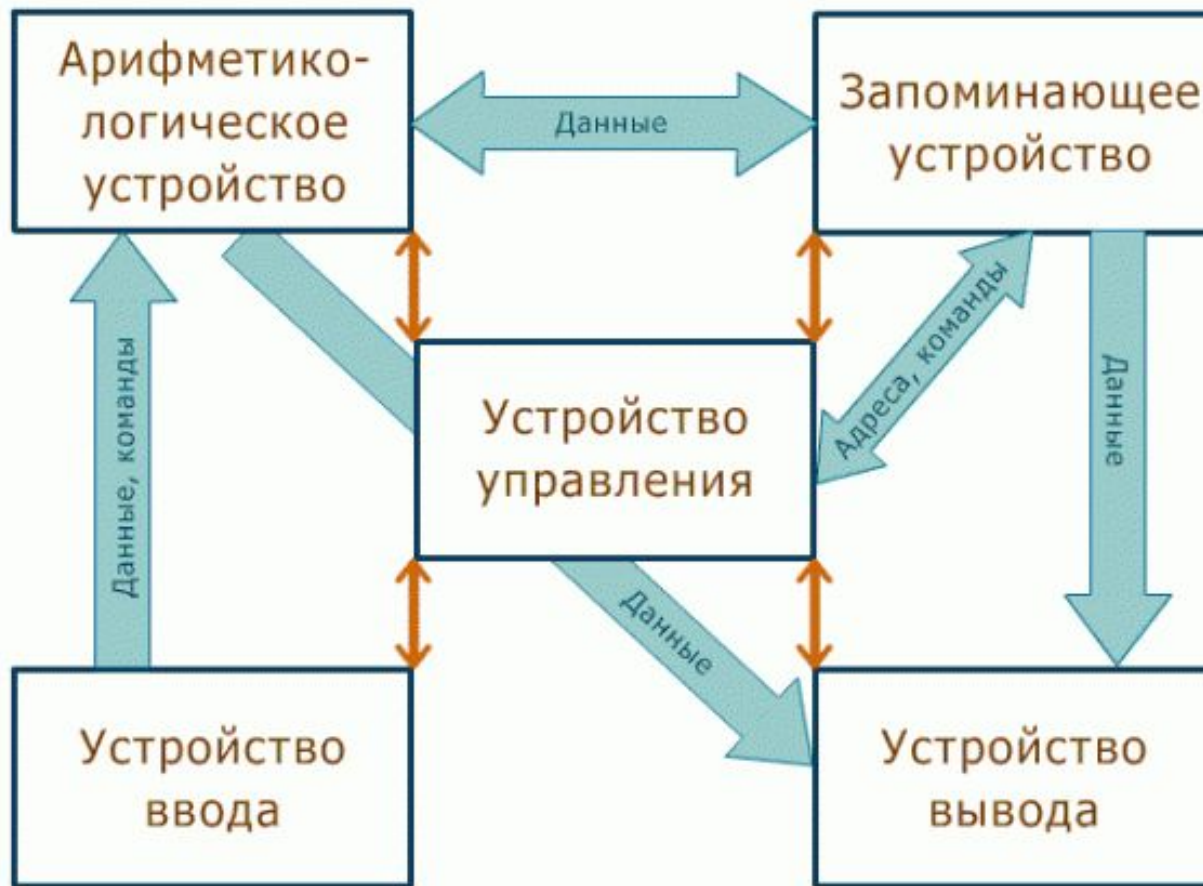 Арифметико-
логическое
устройство
Данные
Запоминающее
устройство
Данные, команды
Устройство
управления
Адреса, команды
Данные
Данные
Устройство
ввода
Устройство
вывода